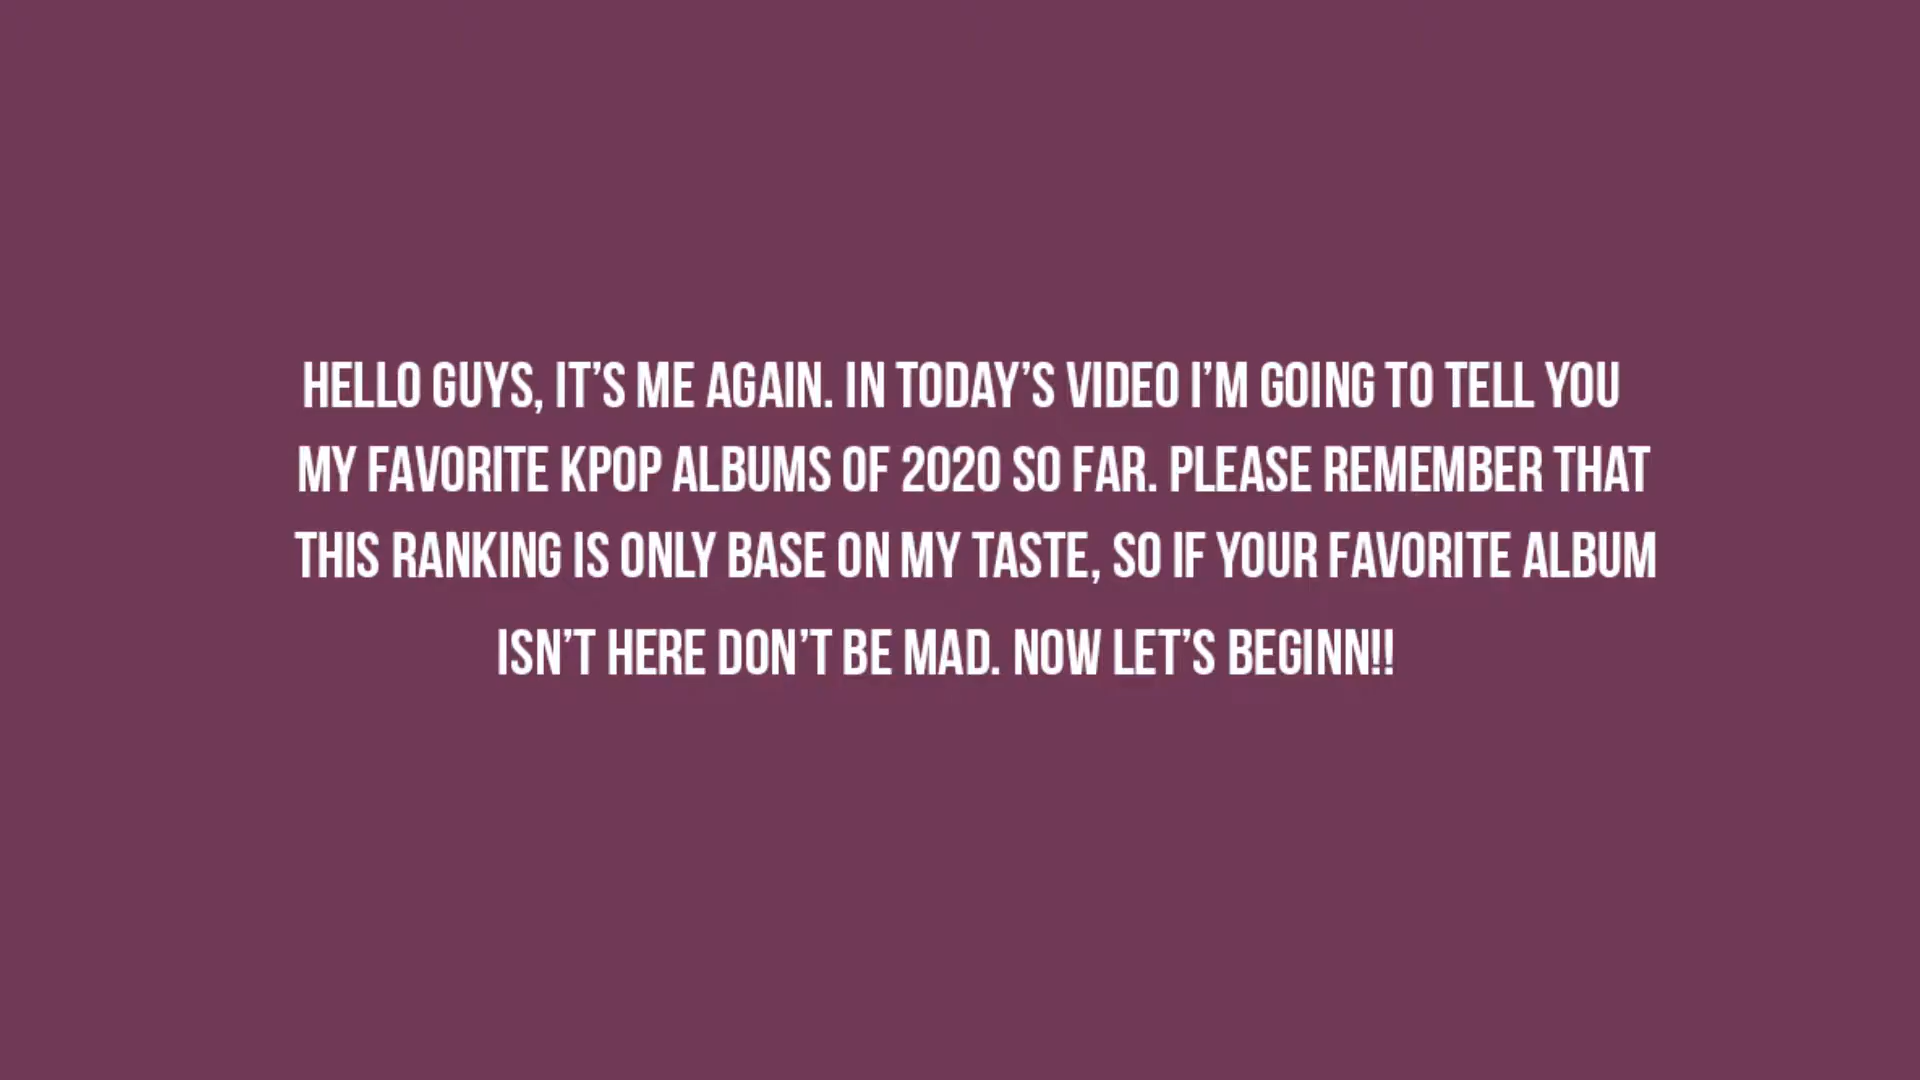 HELLO GUYS, IT’S ME AGAIN. IN TODAY’S VIDEO I’M GOING TO TELL YOU
MY FAVORITE KPOP ALBUMS OF 2020 SO FAR. PLEASE REMEMBER THAT
THIS RANKING IS ONLY BASE ON MY TASTE, SO IF YOUR FAVORITE ALBUM
ISN’T HERE DON’T BE MAD. NOW LET’S BEGINN!!